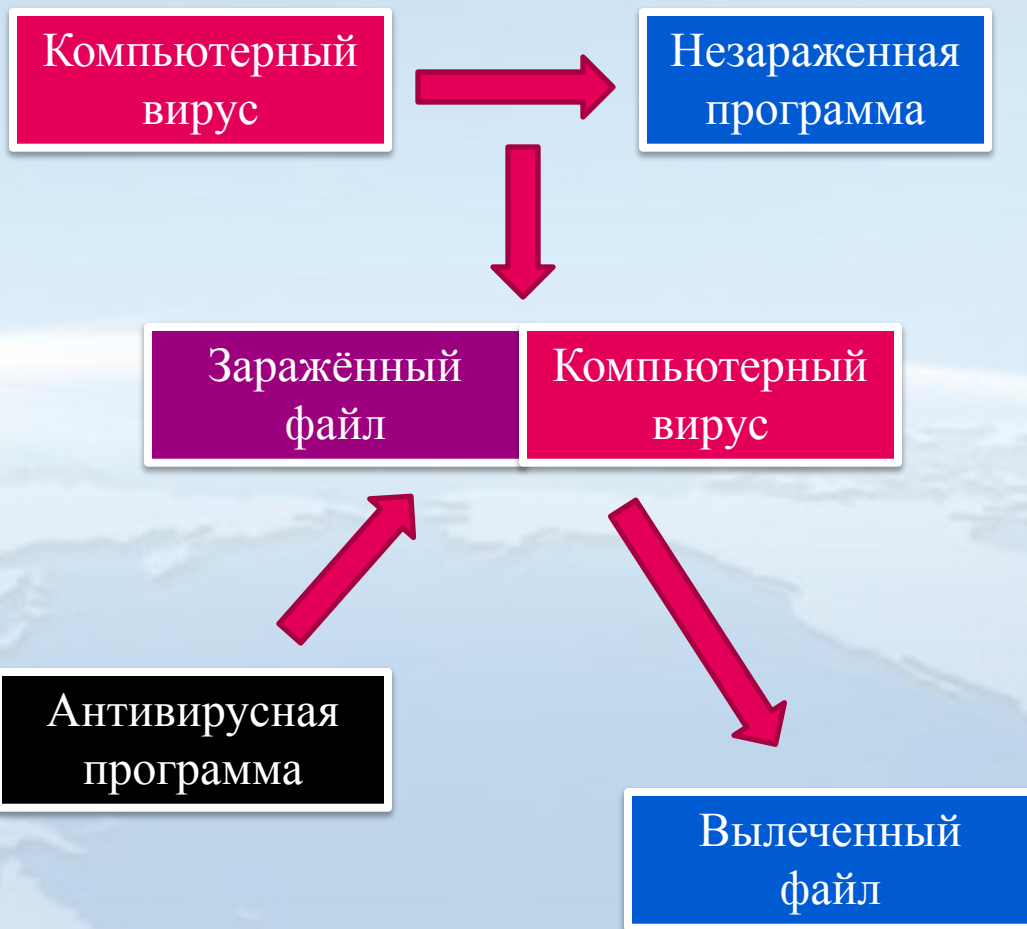 Компьютерный
вирус
Незараженная
программа
Заражённый
файл
Компьютерный
вирус
Антивирусная
программа
Вылеченный
файл